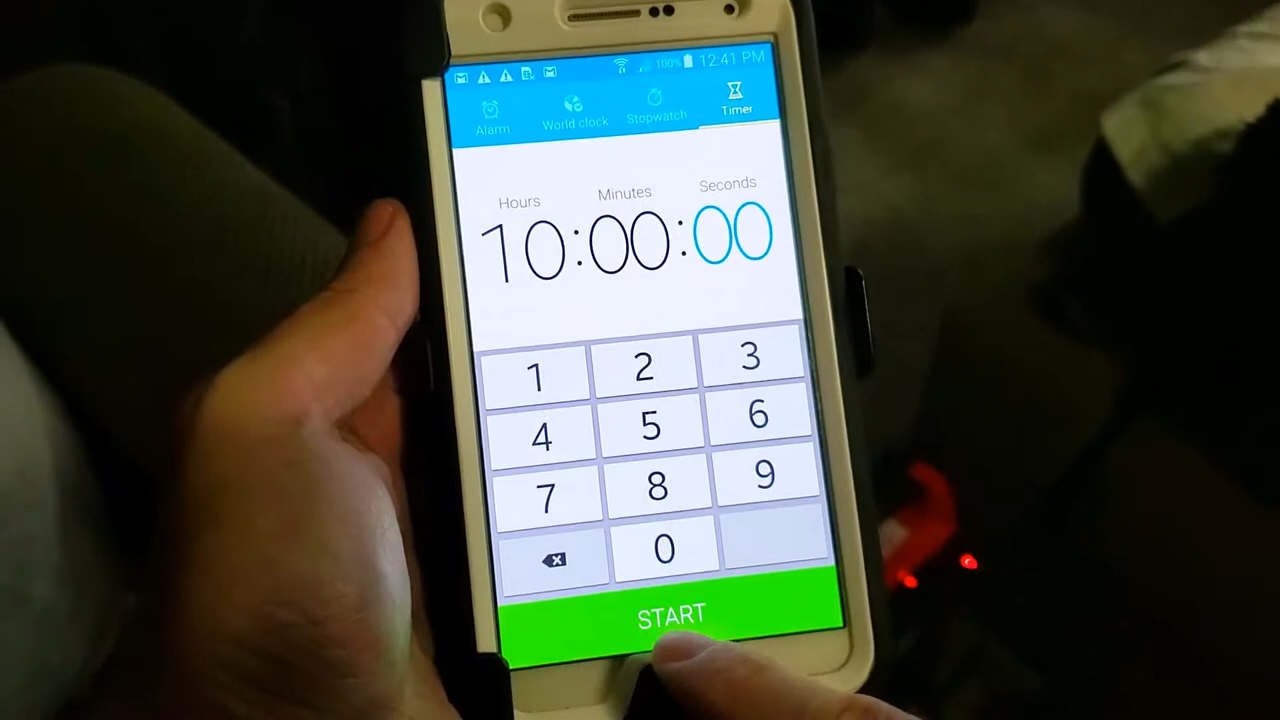 100% 12:41 PM
Alarm World clock Stopwatch Timer
Hours Minutes Seconds
10:00:00
1 2 3
4 5 6
7 8 9
0
START